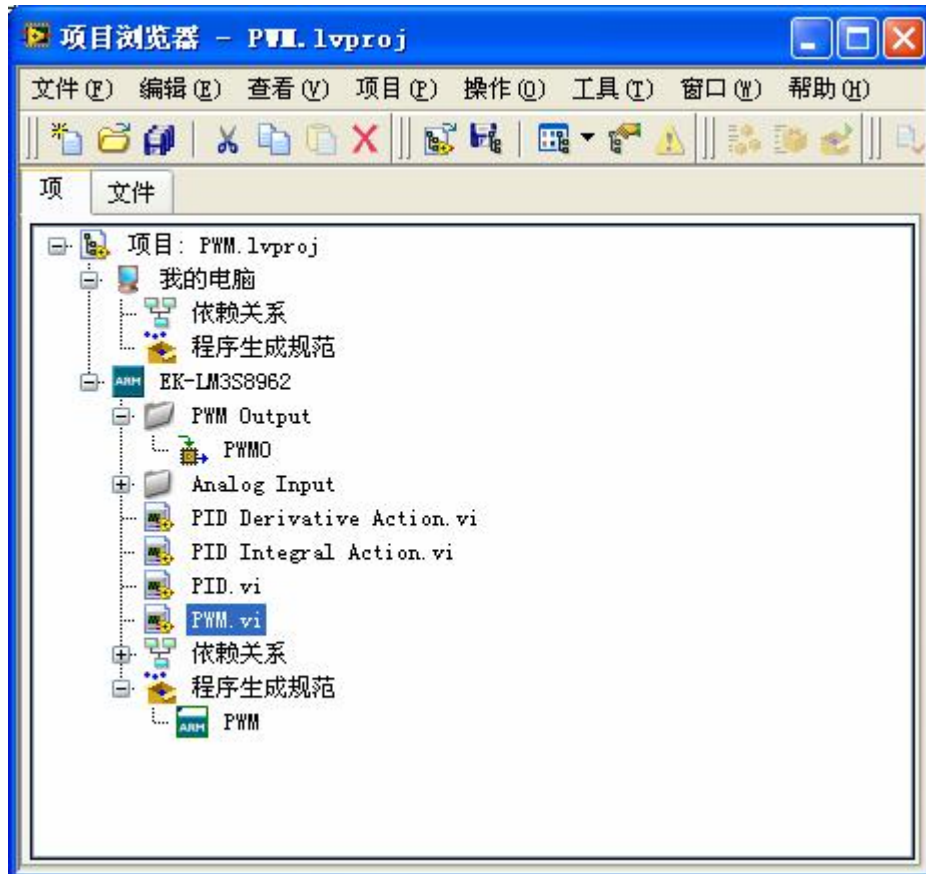 项目浏览器 - PWM.lvproj
文件(F) 编辑(E) 查看(V) 项目(P) 操作(O) 工具(T) 窗口(W) 帮助(H)
项 文件
项目: PWM.lvproj
我的电脑
依赖关系
程序生成规范
ARM EK-LM3S8962
PWM Output
PWM0
Analog Input
PID Derivative Action.vi
PID Integral Action.vi
PID.vi
PWM.vi
依赖关系
程序生成规范
ARM PWM